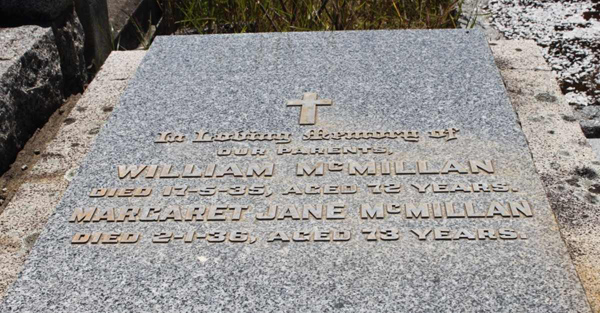 In Loving Memory of
OUR PARENTS,
WILLIAM McMILLAN
DIED 17-5-35, AGED 72 YEARS.
MARGARET JANE McMILLAN
DIED 2-1-36, AGED 73 YEARS.